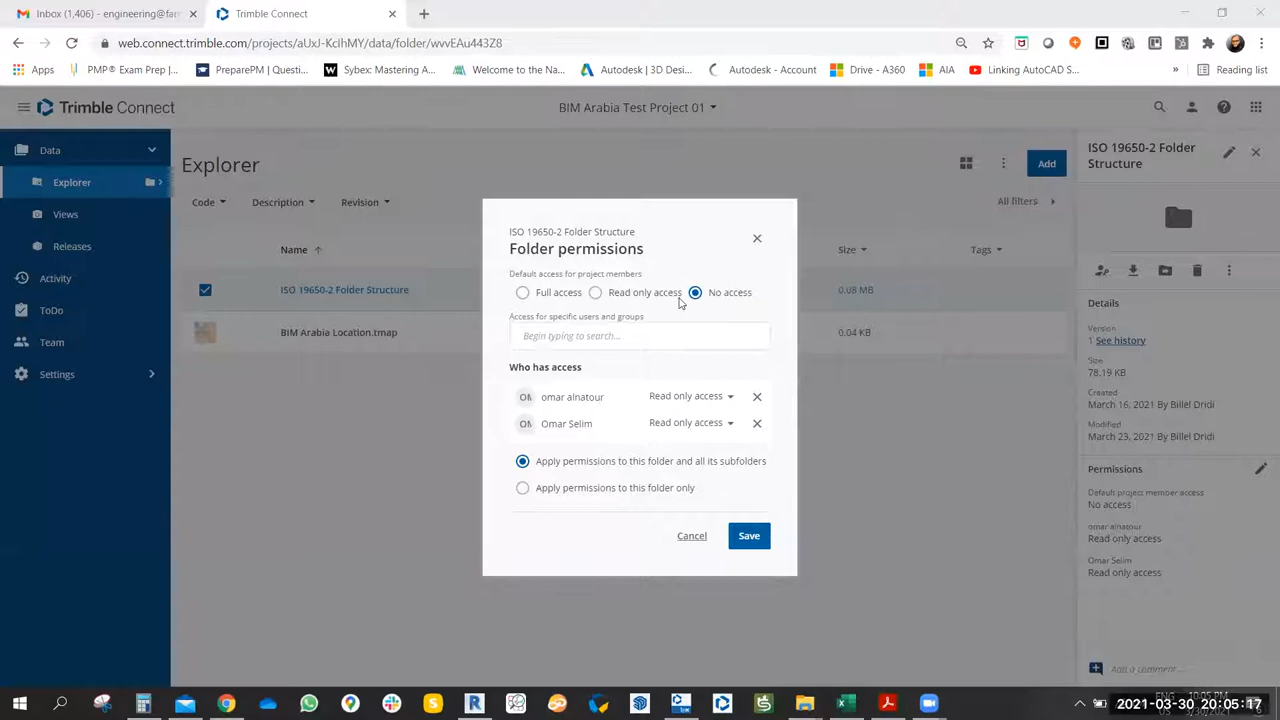 Inbox (1,406) - engineering@far
Trimble Connect
web.connect.trimble.com/projects/aUxI-KcIhMY/data/folder/wvvEAu443Z8
Apps
PMP® Exam Prep |...
PreparePM | Questi...
Sybex Mastering A...
Welcome to the Na...
Autodesk | 3D Desi...
Autodesk - Account
Drive - A360
AIA
Linking AutoCAD S...
»
Reading list
Trimble Connect
BIM Arabia Test Project 01
Data
Explorer
Views
Releases
Activity
ToDo
Team
Settings
Explorer
Add
Code
Description
Revision
All filters
Name
Size
Tags
ISO 19650-2 Folder Structure
0.08 MB
BIM Arabia Location.tmap
0.04 KB
ISO 19650-2 Folder Structure
Folder permissions
Default access for project members
Full access
Read only access
No access
Access for specific users and groups
Begin typing to search...
Who has access
omar alnatour
Read only access
Omar Selim
Read only access
Apply permissions to this folder and all its subfolders
Apply permissions to this folder only
Cancel
Save
ISO 19650-2 Folder
Structure
Details
Version
1 See history
Size
78.19 KB
Created
March 16, 2021 By Billel Dridi
Modified
March 23, 2021 By Billel Dridi
Permissions
Default project member access
No access
omar alnatour
Read only access
Omar Selim
Read only access
Add a comment...
ENG
10:05 PM
2021-03-30 20:05:17